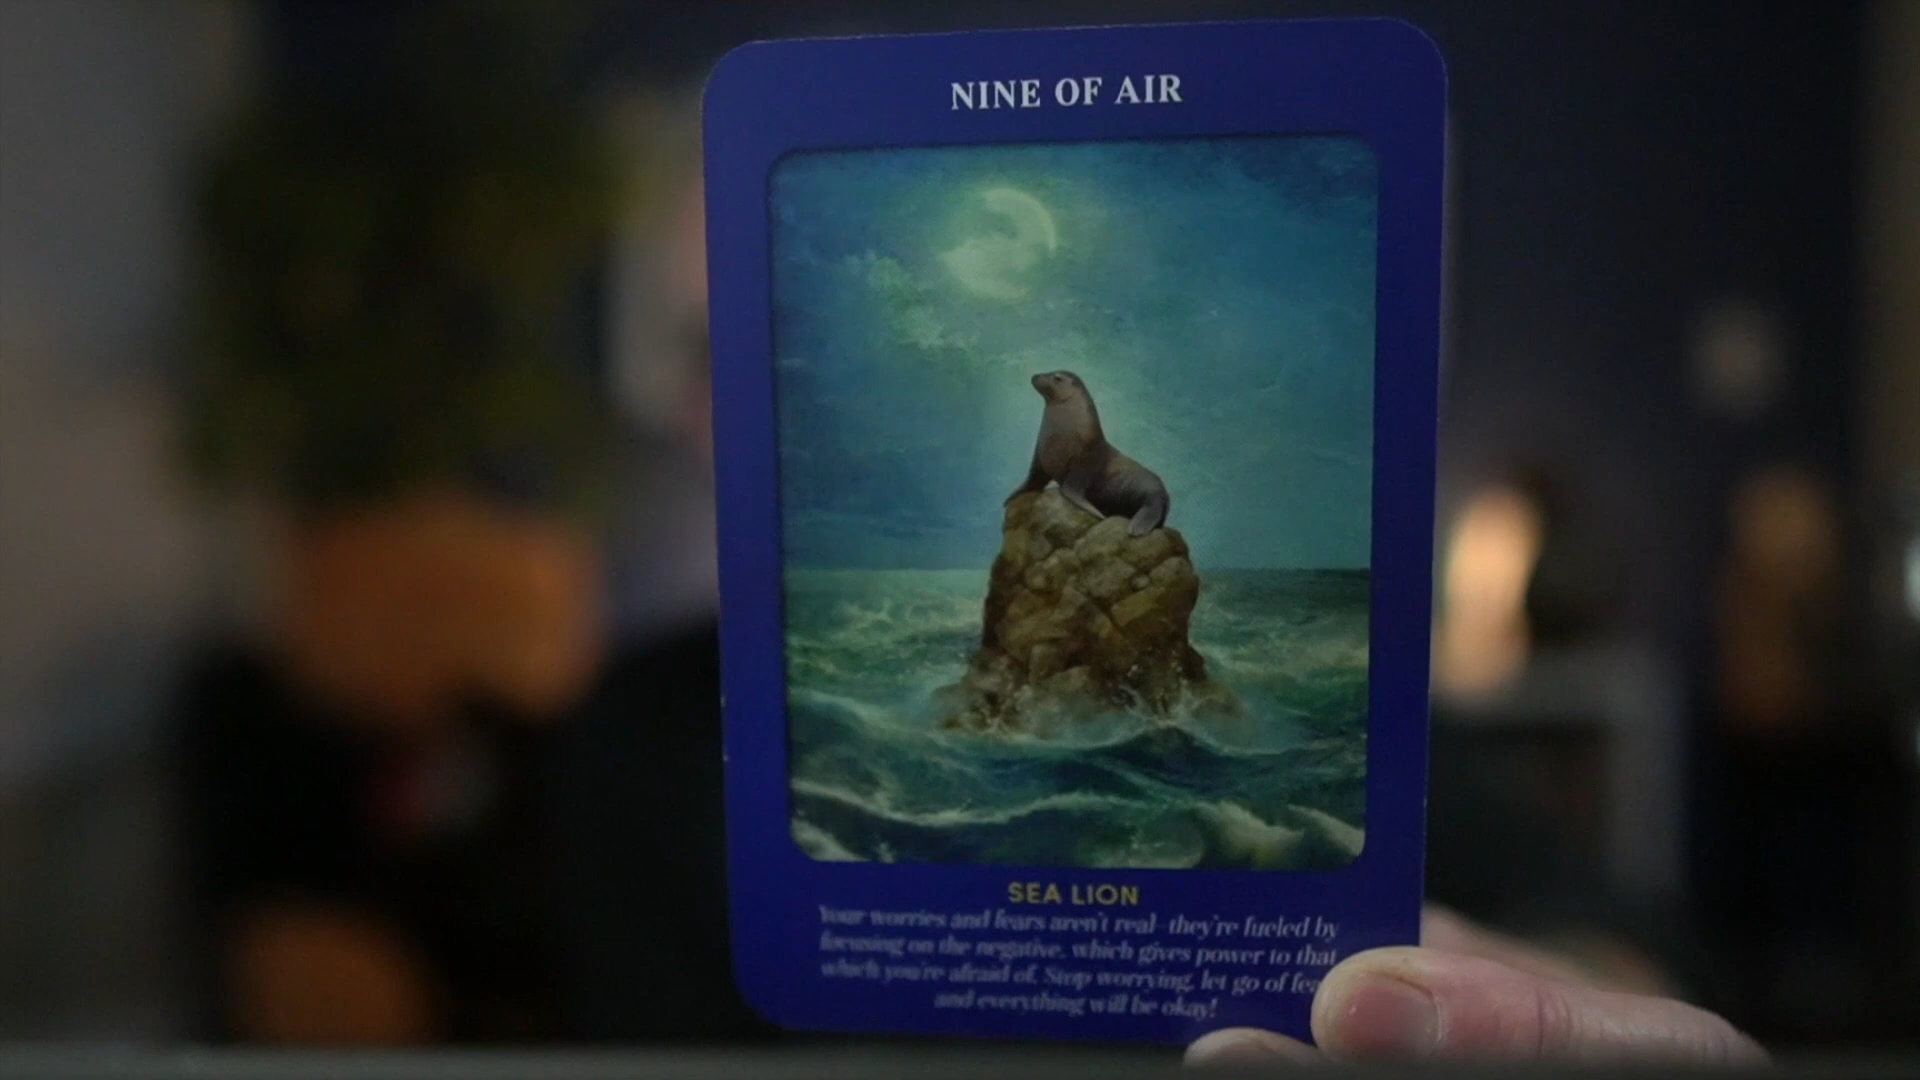 NINE OF AIR
SEA LION
Your worries and fears aren't real–they're fueled by
focusing on the negative, which gives power to that
which you're afraid of. Stop worrying, let go of
and everything will be okay!